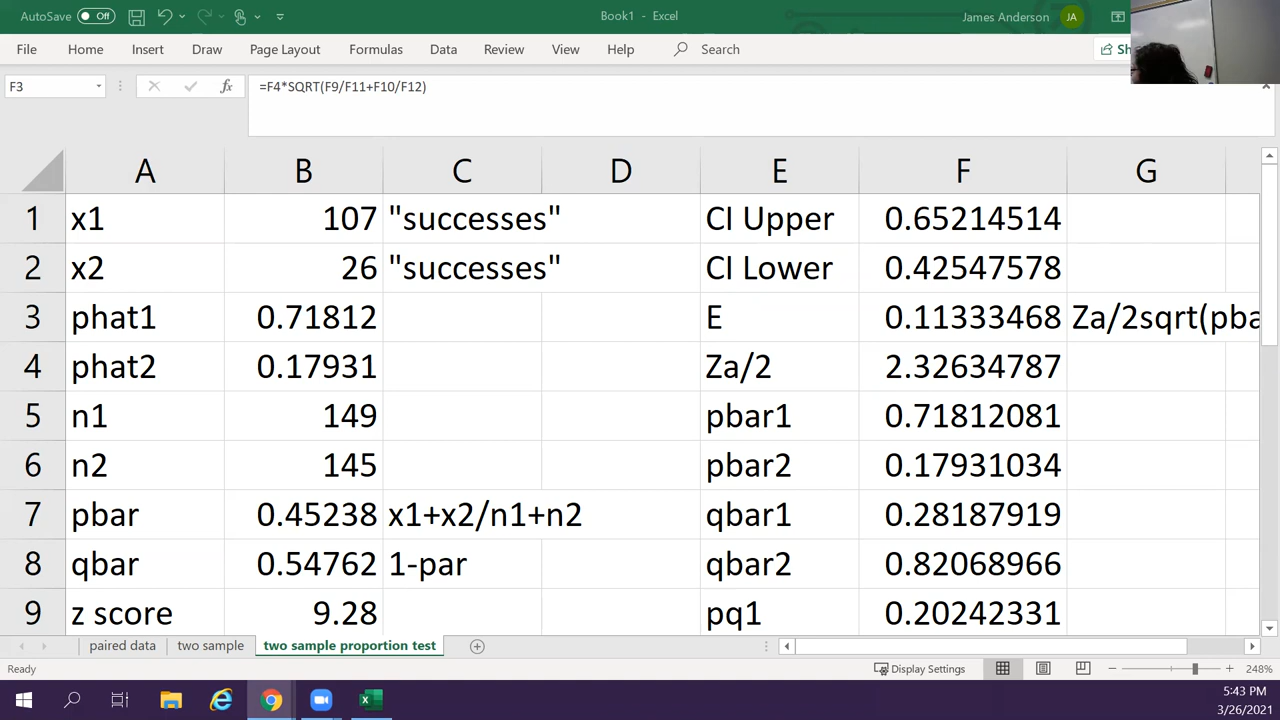 AutoSave Off Book1 - Excel James Anderson JA
File Home Insert Draw Page Layout Formulas Data Review View Help Search
F3 fx =F4*SQRT(F9/F11+F10/F12)
A B C D E F G
1 x1 107 "successes" CI Upper 0.65214514
2 x2 26 "successes" CI Lower 0.42547578
3 phat1 0.71812 E 0.11333468 Za/2sqrt(pba
4 phat2 0.17931 Za/2 2.32634787
5 n1 149 pbar1 0.71812081
6 n2 145 pbar2 0.17931034
7 pbar 0.45238 x1+x2/n1+n2 qbar1 0.28187919
8 qbar 0.54762 1-par qbar2 0.82068966
9 z score 9.28 pq1 0.20242331
paired data two sample two sample proportion test
Ready Display Settings 248%
5:43 PM
3/26/2021